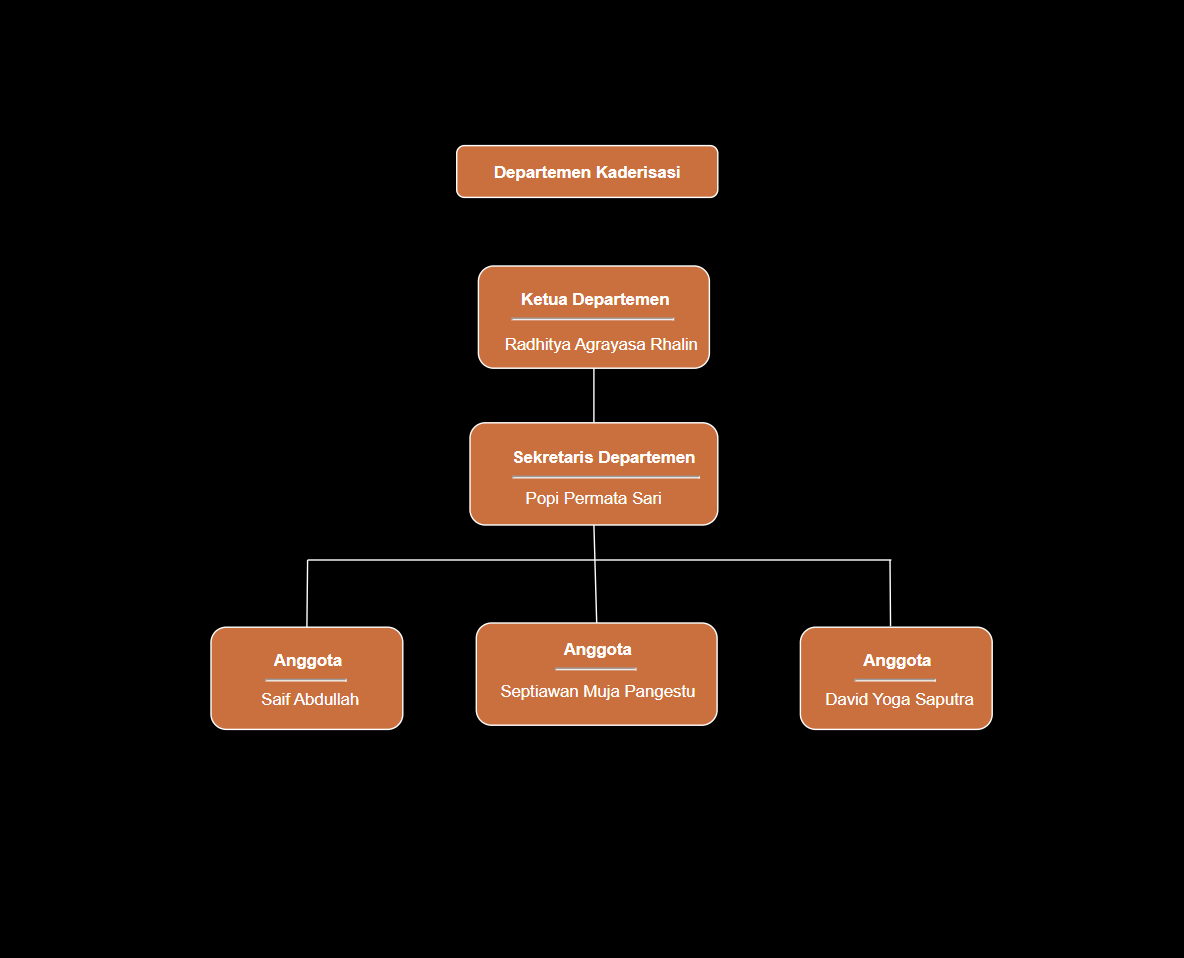 Departemen Kaderisasi
Ketua Departemen
Radhitya Agrayasa Rhalin
Sekretaris Departemen
Popi Permata Sari
Anggota
Saif Abdullah
Anggota
Septiawan Muja Pangestu
Anggota
David Yoga Saputra